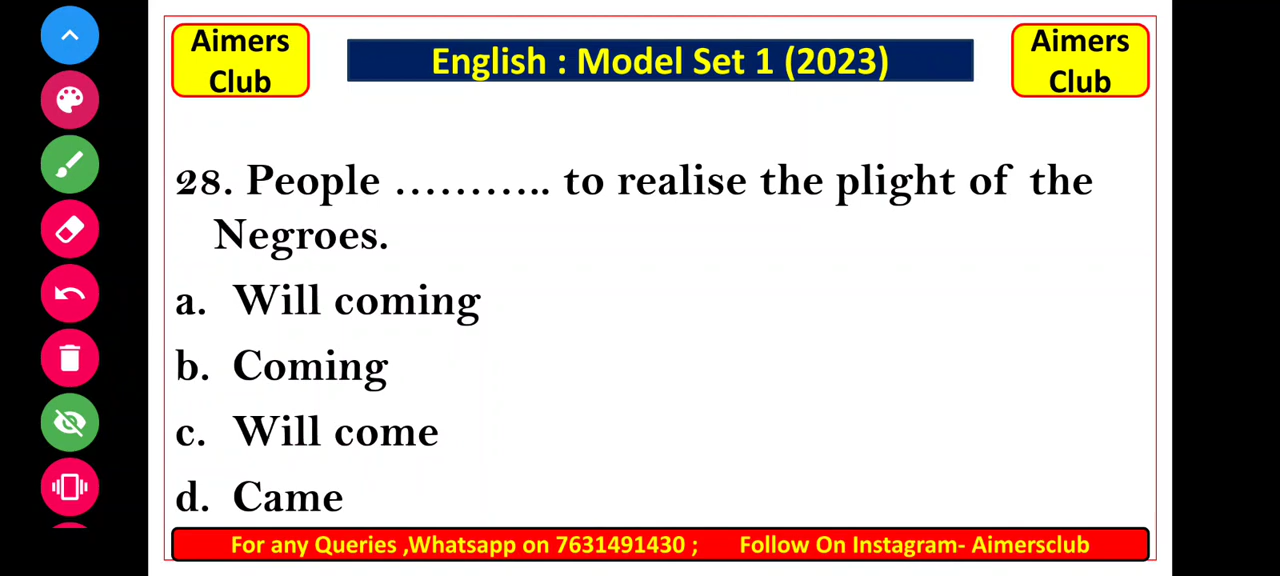 Aimers
Club
English : Model Set 1 (2023)
Aimers
Club
28. People ……….. to realise the plight of the
Negroes.
a. Will coming
b. Coming
c. Will come
d. Came
For any Queries ,Whatsapp on 7631491430 ; Follow On Instagram- Aimersclub